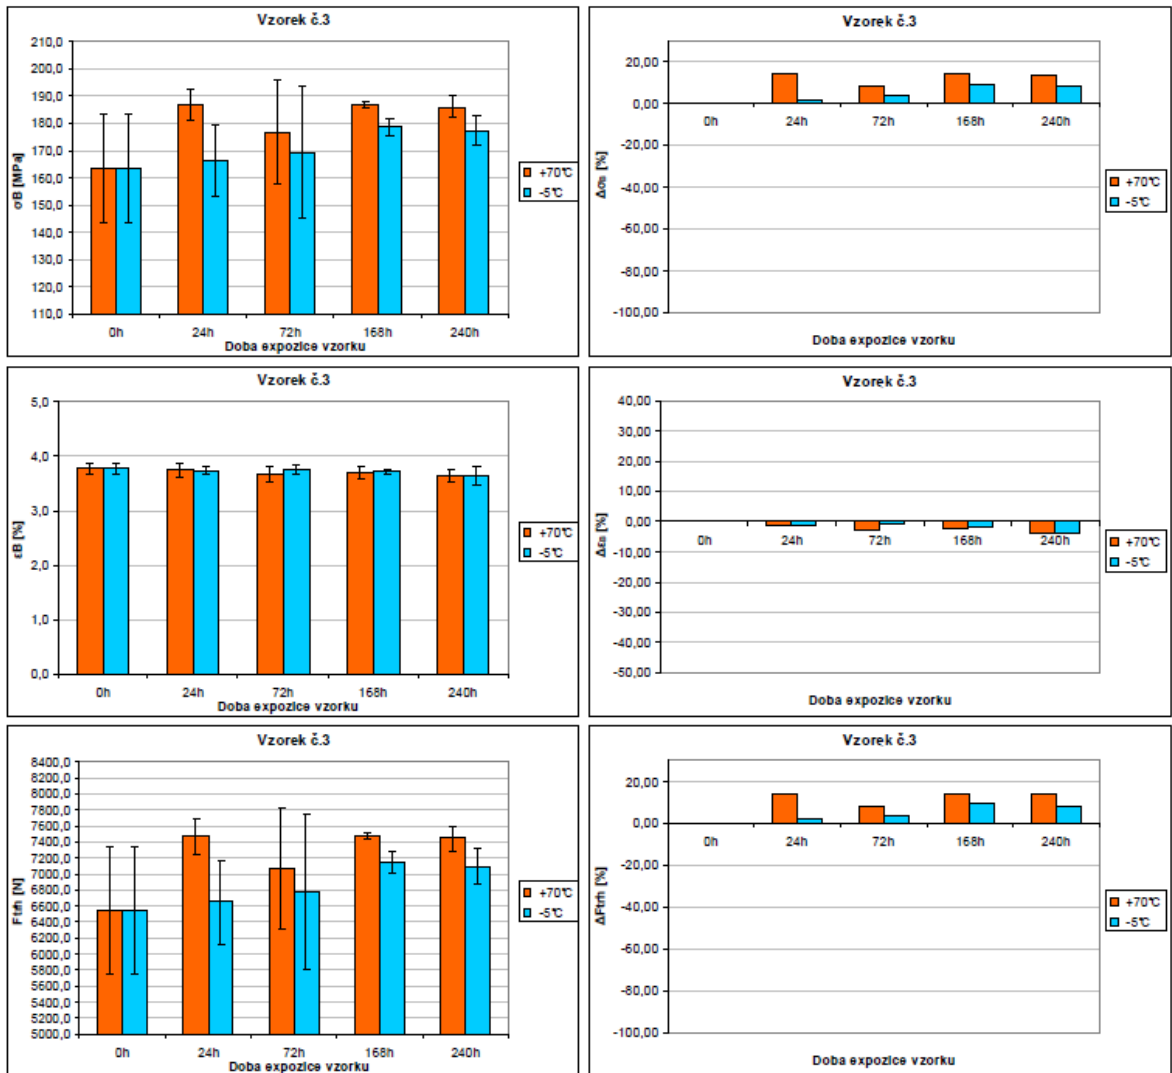 Vzorek č.3
σB [MPa]
210,0
200,0
190,0
180,0
170,0
160,0
150,0
140,0
130,0
120,0
110,0
0h 24h 72h 168h 240h
Doba expozice vzorku
+70°C
-5°C
Vzorek č.3
ΔσB [%]
20,00
0,00
-20,00
-40,00
-60,00
-80,00
-100,00
0h 24h 72h 168h 240h
Doba expozice vzorku
+70°C
-5°C
Vzorek č.3
εB [%]
5,0
4,0
3,0
2,0
1,0
0,0
0h 24h 72h 168h 240h
Doba expozice vzorku
+70°C
-5°C
Vzorek č.3
ΔεB [%]
40,00
30,00
20,00
10,00
0,00
-10,00
-20,00
-30,00
-40,00
-50,00
0h 24h 72h 168h 240h
Doba expozice vzorku
+70°C
-5°C
Vzorek č.3
Ftrh [N]
8400,0
8200,0
8000,0
7800,0
7600,0
7400,0
7200,0
7000,0
6800,0
6600,0
6400,0
6200,0
6000,0
5800,0
5600,0
5400,0
5200,0
5000,0
0h 24h 72h 168h 240h
Doba expozice vzorku
+70°C
-5°C
Vzorek č.3
ΔFtrh [%]
20,00
0,00
-20,00
-40,00
-60,00
-80,00
-100,00
0h 24h 72h 168h 240h
Doba expozice vzorku
+70°C
-5°C